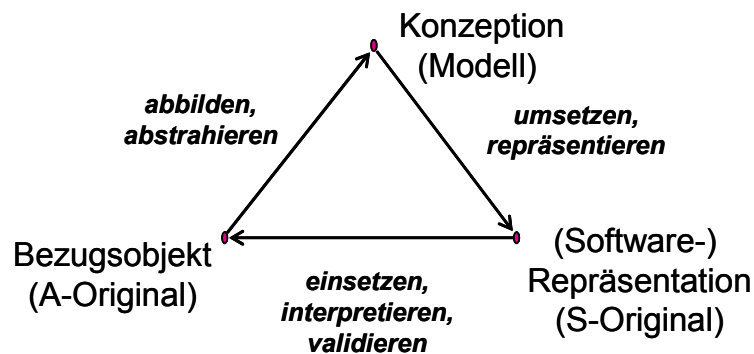 Konzeption
(Modell)
abbilden,
abstrahieren
umsetzen,
repräsentieren
Bezugsobjekt
(A-Original)
(Software-)
Repräsentation
(S-Original)
einsetzen,
interpretieren,
validieren